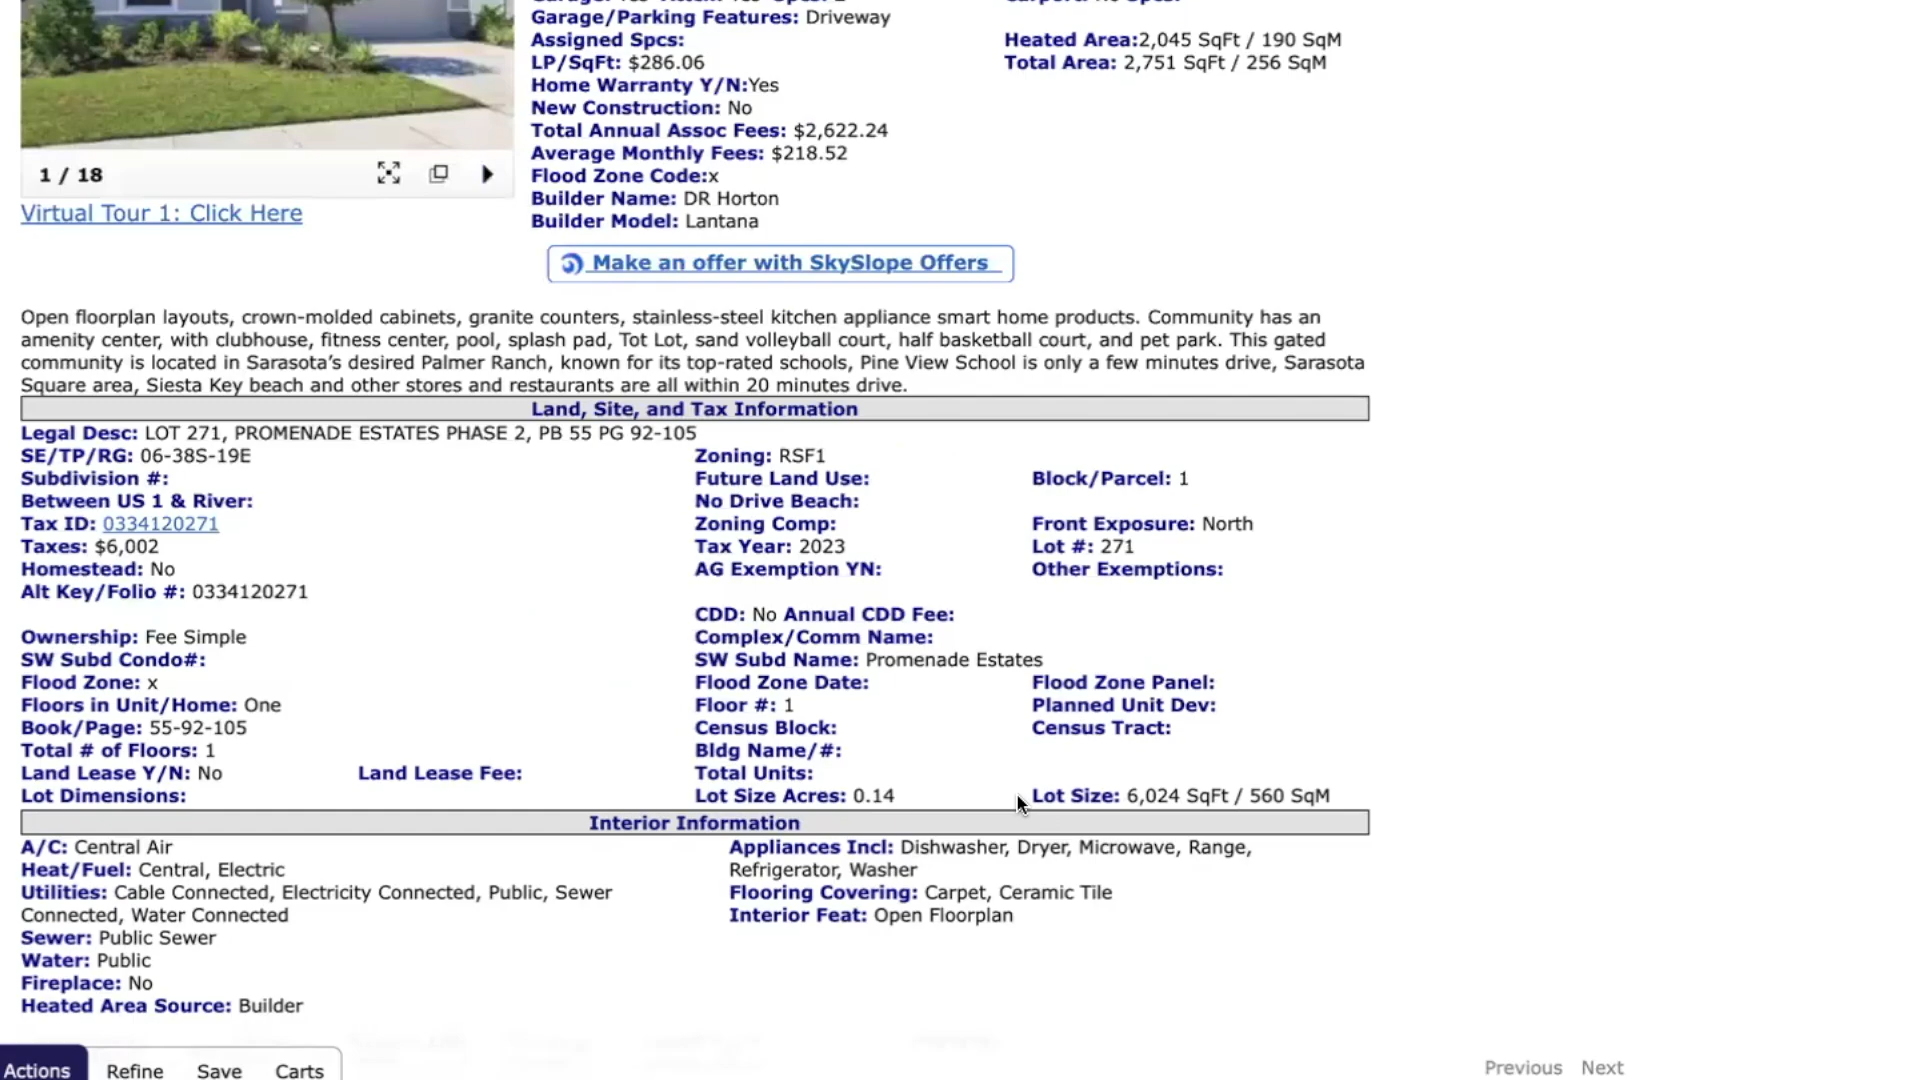 Garage/Parking Features: Driveway
Assigned Spcs: Heated Area:2,045 SqFt / 190 SqM
LP/SqFt: $286.06 Total Area: 2,751 SqFt / 256 SqM
Home Warranty Y/N:Yes
New Construction: No
Total Annual Assoc Fees: $2,622.24
Average Monthly Fees: $218.52
1 / 18 Flood Zone Code:x
Builder Name: DR Horton
Virtual Tour 1: Click Here Builder Model: Lantana
Make an offer with SkySlope Offers
Open floorplan layouts, crown-molded cabinets, granite counters, stainless-steel kitchen appliance smart home products. Community has an
amenity center, with clubhouse, fitness center, pool, splash pad, Tot Lot, sand volleyball court, half basketball court, and pet park. This gated
community is located in Sarasota’s desired Palmer Ranch, known for its top-rated schools, Pine View School is only a few minutes drive, Sarasota
Square area, Siesta Key beach and other stores and restaurants are all within 20 minutes drive.
Land, Site, and Tax Information
Legal Desc: LOT 271, PROMENADE ESTATES PHASE 2, PB 55 PG 92-105
SE/TP/RG: 06-38S-19E Zoning: RSF1
Subdivision #: Future Land Use: Block/Parcel: 1
Between US 1 & River: No Drive Beach:
Tax ID: 0334120271 Zoning Comp: Front Exposure: North
Taxes: $6,002 Tax Year: 2023 Lot #: 271
Homestead: No AG Exemption YN: Other Exemptions:
Alt Key/Folio #: 0334120271
CDD: No Annual CDD Fee:
Ownership: Fee Simple Complex/Comm Name:
SW Subd Condo#: SW Subd Name: Promenade Estates
Flood Zone: x Flood Zone Date: Flood Zone Panel:
Floors in Unit/Home: One Floor #: 1 Planned Unit Dev:
Book/Page: 55-92-105 Census Block: Census Tract:
Total # of Floors: 1 Bldg Name/#:
Land Lease Y/N: No Land Lease Fee: Total Units:
Lot Dimensions: Lot Size Acres: 0.14 Lot Size: 6,024 SqFt / 560 SqM
Interior Information
A/C: Central Air Appliances Incl: Dishwasher, Dryer, Microwave, Range,
Heat/Fuel: Central, Electric Refrigerator, Washer
Utilities: Cable Connected, Electricity Connected, Public, Sewer Flooring Covering: Carpet, Ceramic Tile
Connected, Water Connected Interior Feat: Open Floorplan
Sewer: Public Sewer
Water: Public
Fireplace: No
Heated Area Source: Builder
Actions Refine Save Carts Previous Next